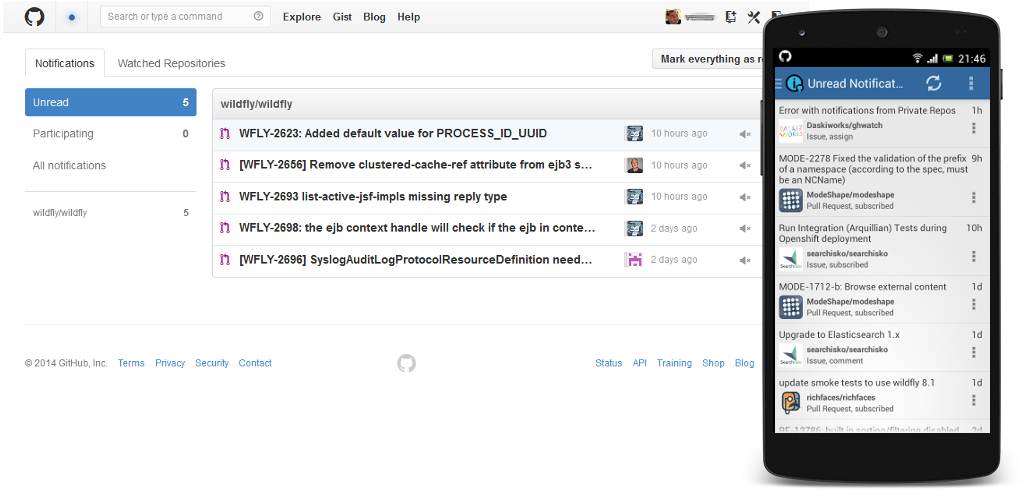 Search or type a command
Explore Gist Blog Help
Notifications Watched Repositories
Mark everything as
Unread 5
Participating 0
All notifications
wildfly/wildfly 5
wildfly/wildfly
WFLY-2623: Added default value for PROCESS_ID_UUID 10 hours ago
[WFLY-2656] Remove clustered-cache-ref attribute from ejb3 s… 10 hours ago
WFLY-2693 list-active-jsf-impls missing reply type 10 hours ago
WFLY-2698: the ejb context handle will check if the ejb in conte… 2 days ago
[WFLY-2696] SyslogAuditLogProtocolResourceDefinition need… 2 days ago
© 2014 GitHub, Inc. Terms Privacy Security Contact
Status API Training Shop Blog
21:46
Unread Notificat…
Error with notifications from Private Repos 1h
Daskiworks/ghwatch
Issue, assign
MODE-2278 Fixed the validation of the prefix 9h
of a namespace (according to the spec, must
be an NCName)
ModeShape/modeshape
Pull Request, subscribed
Run Integration (Arquillian) Tests during 10h
Openshift deployment
searchisko/searchisko
Issue, subscribed
MODE-1712-b: Browse external content 1d
ModeShape/modeshape
Pull Request, subscribed
Upgrade to Elasticsearch 1.x 1d
searchisko/searchisko
Issue, comment
update smoke tests to use wildfly 8.1 1d
richfaces/richfaces
Pull Request, subscribed
RF-13786: built in sorting/filtering disabled 2d